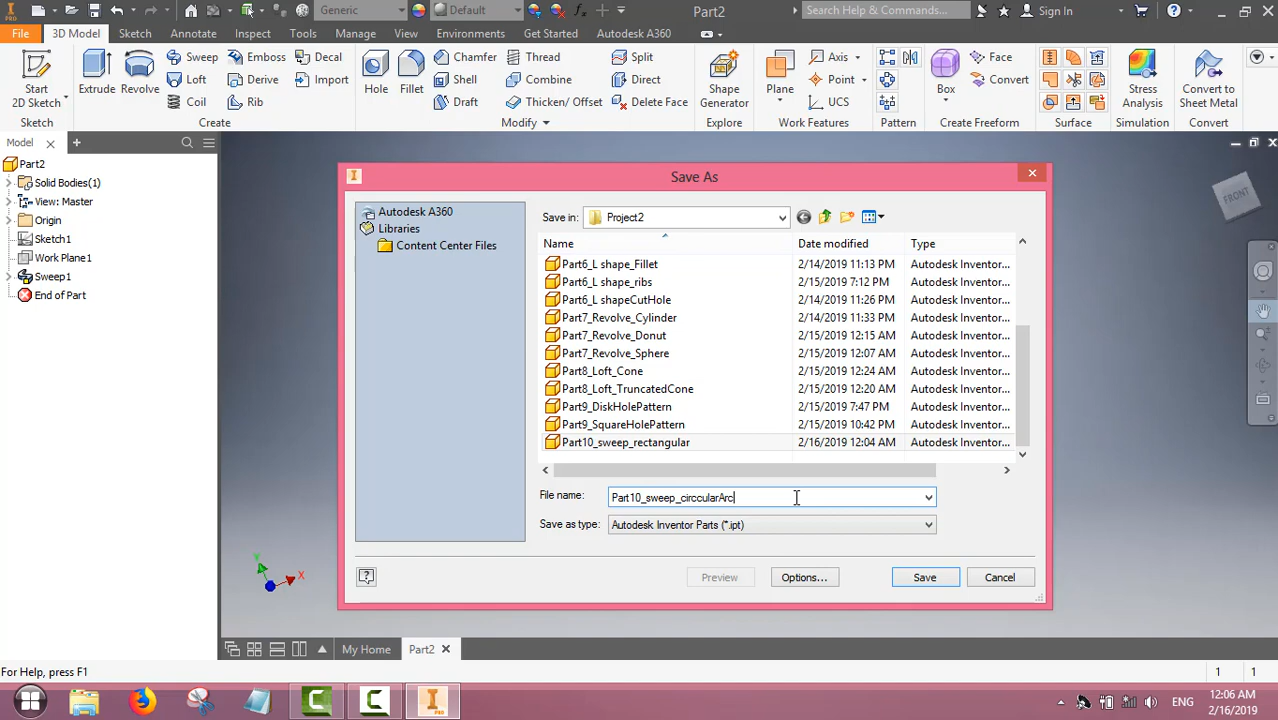 PRO
Generic
Default
Part2
Search Help & Commands...
Sign In
File
3D Model
Sketch
Annotate
Inspect
Tools
Manage
View
Environments
Get Started
Autodesk A360
Start
2D Sketch
Extrude
Revolve
Sweep
Emboss
Decal
Loft
Derive
Import
Coil
Rib
Hole
Fillet
Chamfer
Thread
Split
Shell
Combine
Direct
Draft
Thicken/ Offset
Delete Face
Shape
Generator
Plane
Axis
Point
UCS
Box
Face
Convert
Stress
Analysis
Convert to
Sheet Metal
Sketch
Create
Modify
Explore
Work Features
Pattern
Create Freeform
Surface
Simulation
Convert
Model
Part2
Solid Bodies(1)
View: Master
Origin
Sketch1
Work Plane1
Sweep1
End of Part
FRONT
Save As
Autodesk A360
Libraries
Content Center Files
Save in:
Project2
Name
Date modified
Type
Part6_L shape_Fillet 2/14/2019 11:13 PM Autodesk Inventor...
Part6_L shape_ribs 2/15/2019 7:12 PM Autodesk Inventor...
Part6_L shapeCutHole 2/14/2019 11:26 PM Autodesk Inventor...
Part7_Revolve_Cylinder 2/14/2019 11:33 PM Autodesk Inventor...
Part7_Revolve_Donut 2/15/2019 12:15 AM Autodesk Inventor...
Part7_Revolve_Sphere 2/15/2019 12:07 AM Autodesk Inventor...
Part8_Loft_Cone 2/15/2019 12:24 AM Autodesk Inventor...
Part8_Loft_TruncatedCone 2/15/2019 12:20 AM Autodesk Inventor...
Part9_DiskHolePattern 2/15/2019 7:47 PM Autodesk Inventor...
Part9_SquareHolePattern 2/15/2019 10:42 PM Autodesk Inventor...
Part10_sweep_rectangular 2/16/2019 12:04 AM Autodesk Inventor...
File name: Part10_sweep_circcularArc
Save as type: Autodesk Inventor Parts (*.ipt)
Preview
Options...
Save
Cancel
Y
X
My Home
Part2
For Help, press F1
1
1
ENG
12:06 AM
2/16/2019